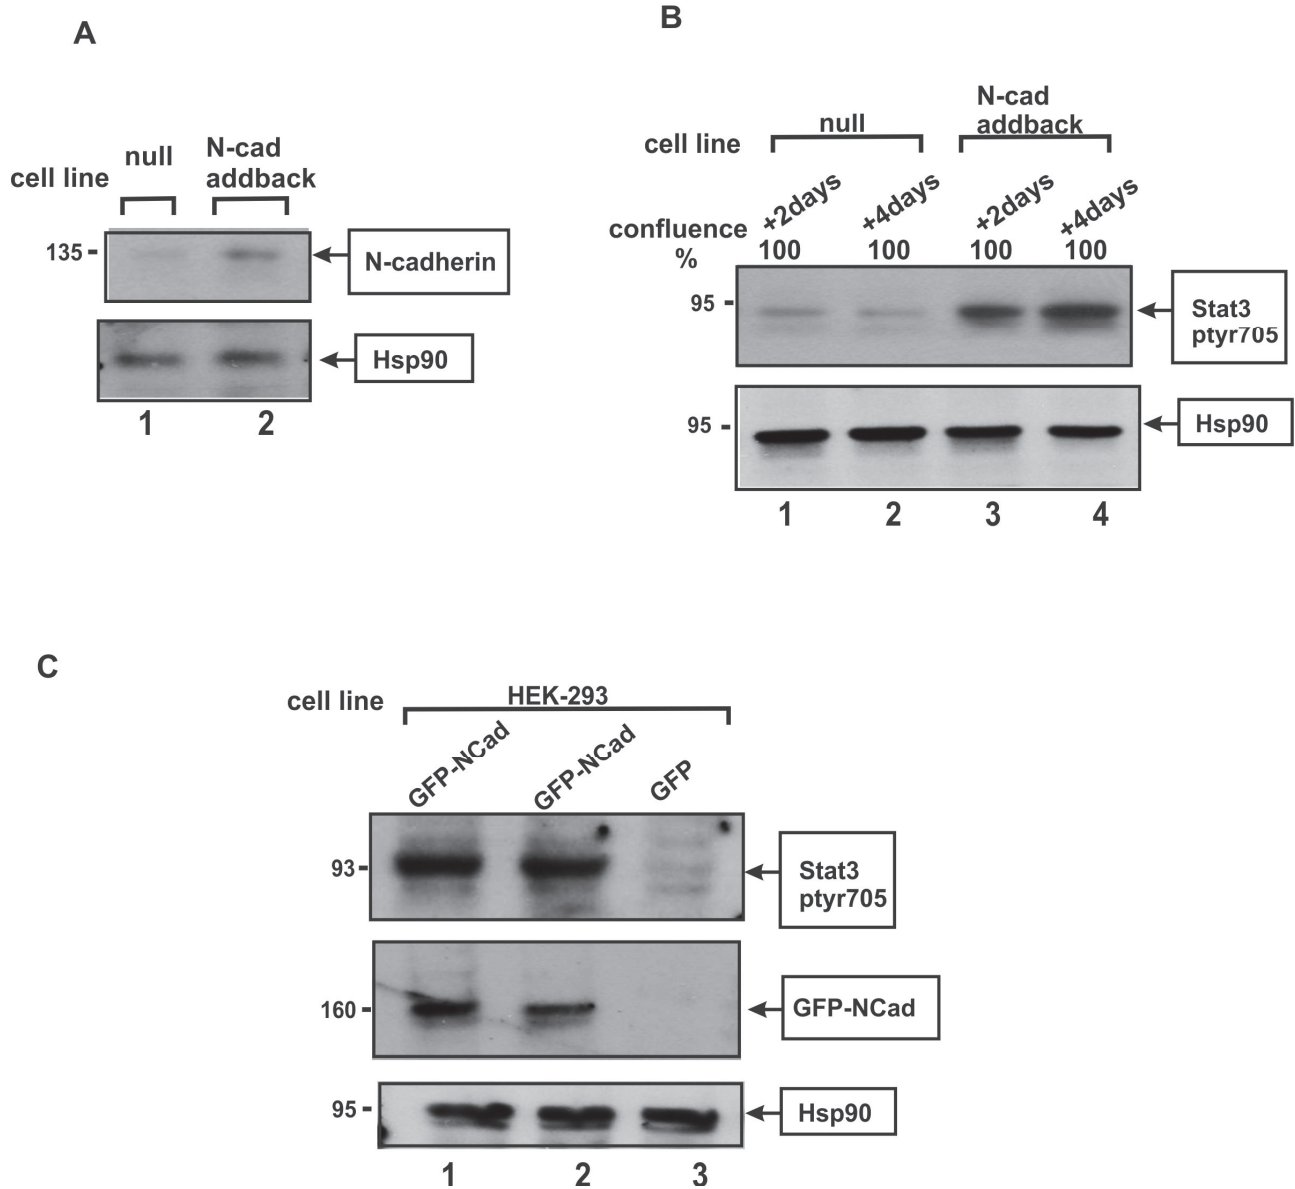 A
cell line
null
N-cad
addback
135
N-cadherin
Hsp90
1 2
B
cell line
null
N-cad
addback
confluence
%
+2days +4days +2days +4days
100 100 100 100
95
Stat3
ptyr705
95
Hsp90
1 2 3 4
C
cell line
HEK-293
GFP-NCad GFP-NCad GFP
93
Stat3
ptyr705
160
GFP-NCad
95
Hsp90
1 2 3